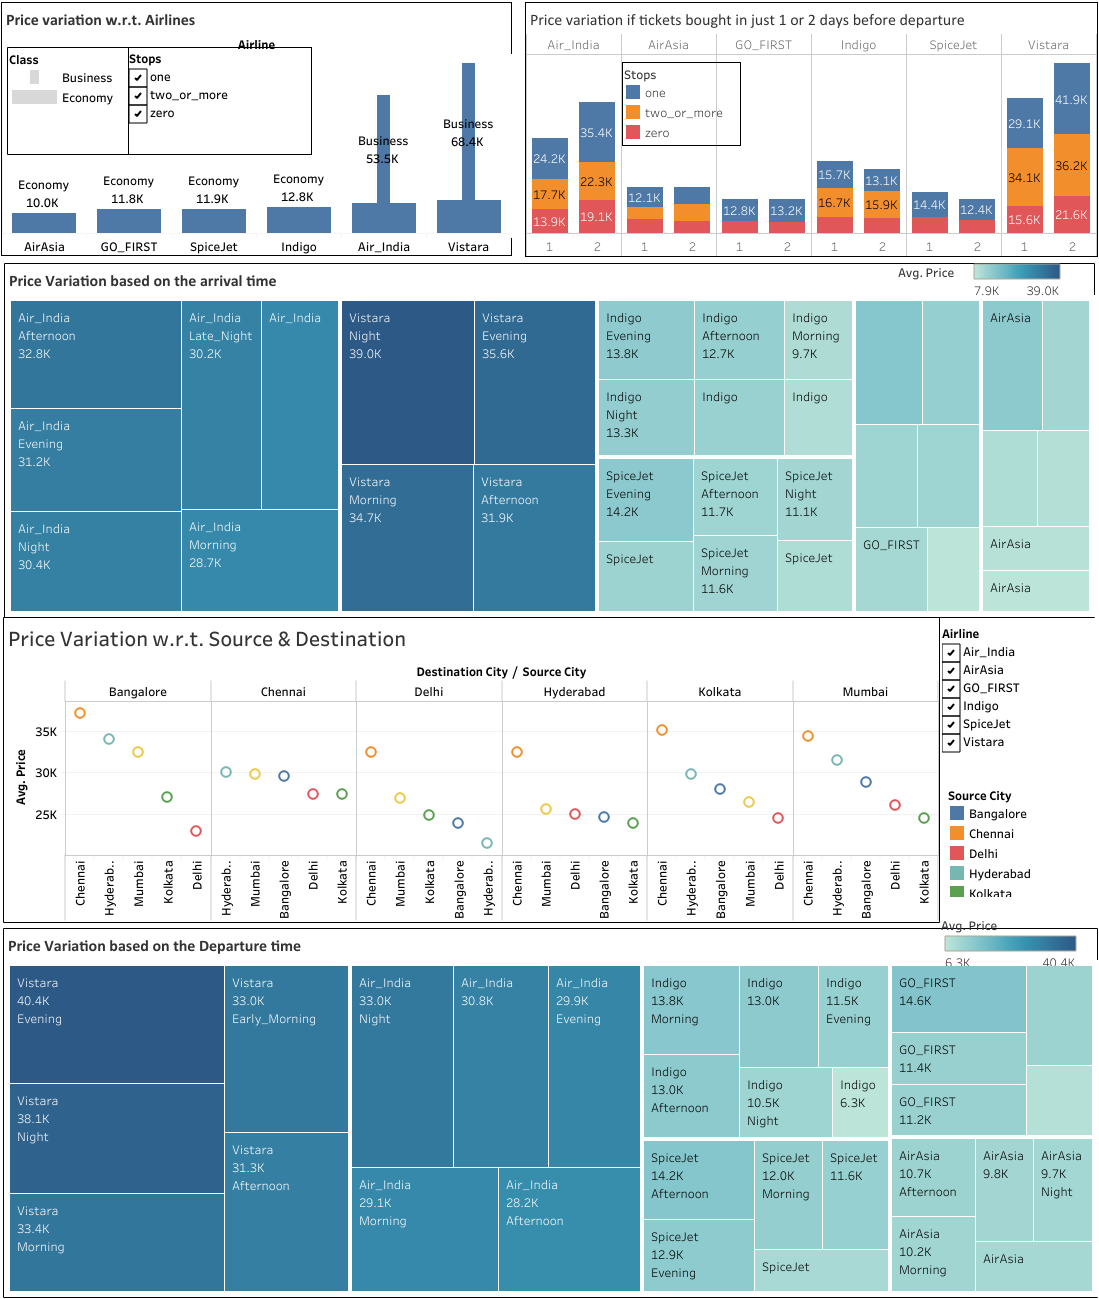 Price variation w.r.t. Airlines
Airline
Class
Business
Economy
Stops
one
two_or_more
zero
Business
53.5K
Business
68.4K
Economy
10.0K
Economy
11.8K
Economy
11.9K
Economy
12.8K
AirAsia
GO_FIRST
SpiceJet
Indigo
Air_India
Vistara
Price variation if tickets bought in just 1 or 2 days before departure
Air_India
AirAsia
GO_FIRST
Indigo
SpiceJet
Vistara
Stops
one
two_or_more
zero
24.2K
17.7K
13.9K
35.4K
22.3K
19.1K
12.1K
12.8K
13.2K
15.7K
16.7K
13.1K
15.9K
14.4K
12.4K
29.1K
34.1K
15.6K
41.9K
36.2K
21.6K
1
2
1
2
1
2
1
2
1
2
1
2
Price Variation based on the arrival time
Avg. Price
7.9K
39.0K
Air_India
Afternoon
32.8K
Air_India
Evening
31.2K
Air_India
Night
30.4K
Air_India
Late_Night
30.2K
Air_India
Air_India
Morning
28.7K
Vistara
Night
39.0K
Vistara
Evening
35.6K
Vistara
Morning
34.7K
Vistara
Afternoon
31.9K
Indigo
Evening
13.8K
Indigo
Afternoon
12.7K
Indigo
Morning
9.7K
Indigo
Night
13.3K
Indigo
Indigo
SpiceJet
Evening
14.2K
SpiceJet
Afternoon
11.7K
SpiceJet
Night
11.1K
SpiceJet
SpiceJet
Morning
11.6K
SpiceJet
GO_FIRST
AirAsia
AirAsia
AirAsia
Price Variation w.r.t. Source & Destination
Destination City / Source City
Bangalore
Chennai
Delhi
Hyderabad
Kolkata
Mumbai
Avg. Price
35K
30K
25K
Chennai
Hyderab..
Mumbai
Kolkata
Delhi
Hyderab..
Mumbai
Bangalore
Delhi
Kolkata
Chennai
Mumbai
Kolkata
Bangalore
Hyderab..
Chennai
Mumbai
Delhi
Bangalore
Kolkata
Chennai
Hyderab..
Bangalore
Mumbai
Delhi
Chennai
Hyderab..
Bangalore
Delhi
Kolkata
Airline
Air_India
AirAsia
GO_FIRST
Indigo
SpiceJet
Vistara
Source City
Bangalore
Chennai
Delhi
Hyderabad
Kolkata
Price Variation based on the Departure time
Avg. Price
6.3K
40.4K
Vistara
40.4K
Evening
Vistara
38.1K
Night
Vistara
33.4K
Morning
Vistara
33.0K
Early_Morning
Vistara
31.3K
Afternoon
Air_India
33.0K
Night
Air_India
30.8K
Air_India
29.9K
Evening
Air_India
29.1K
Morning
Air_India
28.2K
Afternoon
Indigo
13.8K
Morning
Indigo
13.0K
Indigo
11.5K
Evening
Indigo
13.0K
Afternoon
Indigo
10.5K
Night
Indigo
6.3K
SpiceJet
14.2K
Afternoon
SpiceJet
12.0K
Morning
SpiceJet
11.6K
SpiceJet
12.9K
Evening
SpiceJet
GO_FIRST
14.6K
GO_FIRST
11.4K
GO_FIRST
11.2K
AirAsia
10.7K
Afternoon
AirAsia
9.8K
AirAsia
9.7K
Night
AirAsia
10.2K
Morning
AirAsia